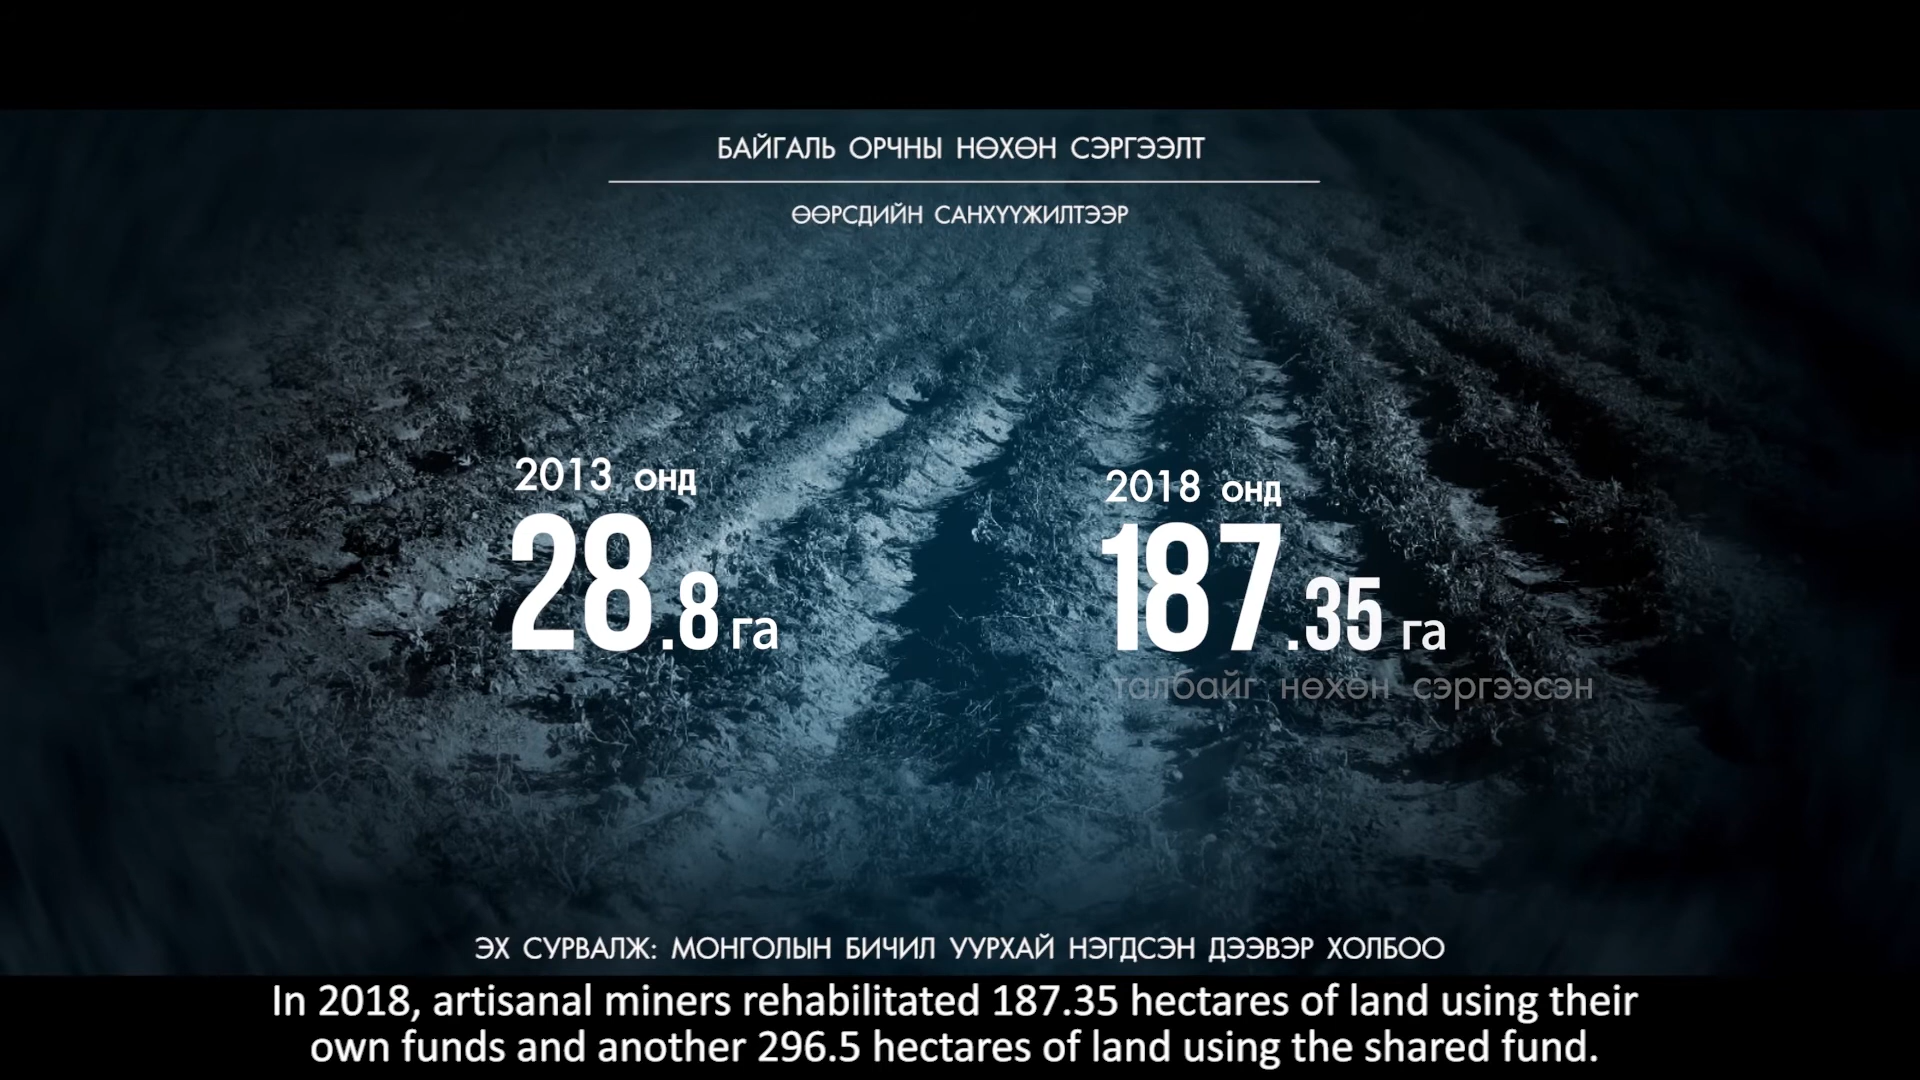 БАЙГАЛЬ ОРЧНЫ НӨХӨН СЭРГЭЭЛТ
ӨӨРСДИЙН САНХҮҮЖИЛТЭЭР
2013 онд
28.8 га
2018 онд
187.35 га
талбайг нөхөн сэргээсэн
ЭХ СУРВАЛЖ: МОНГОЛЫН БИЧИЛ УУРХАЙ НЭГДСЭН ДЭЭВЭР ХОЛБОО
In 2018, artisanal miners rehabilitated 187.35 hectares of land using their
own funds and another 296.5 hectares of land using the shared fund.